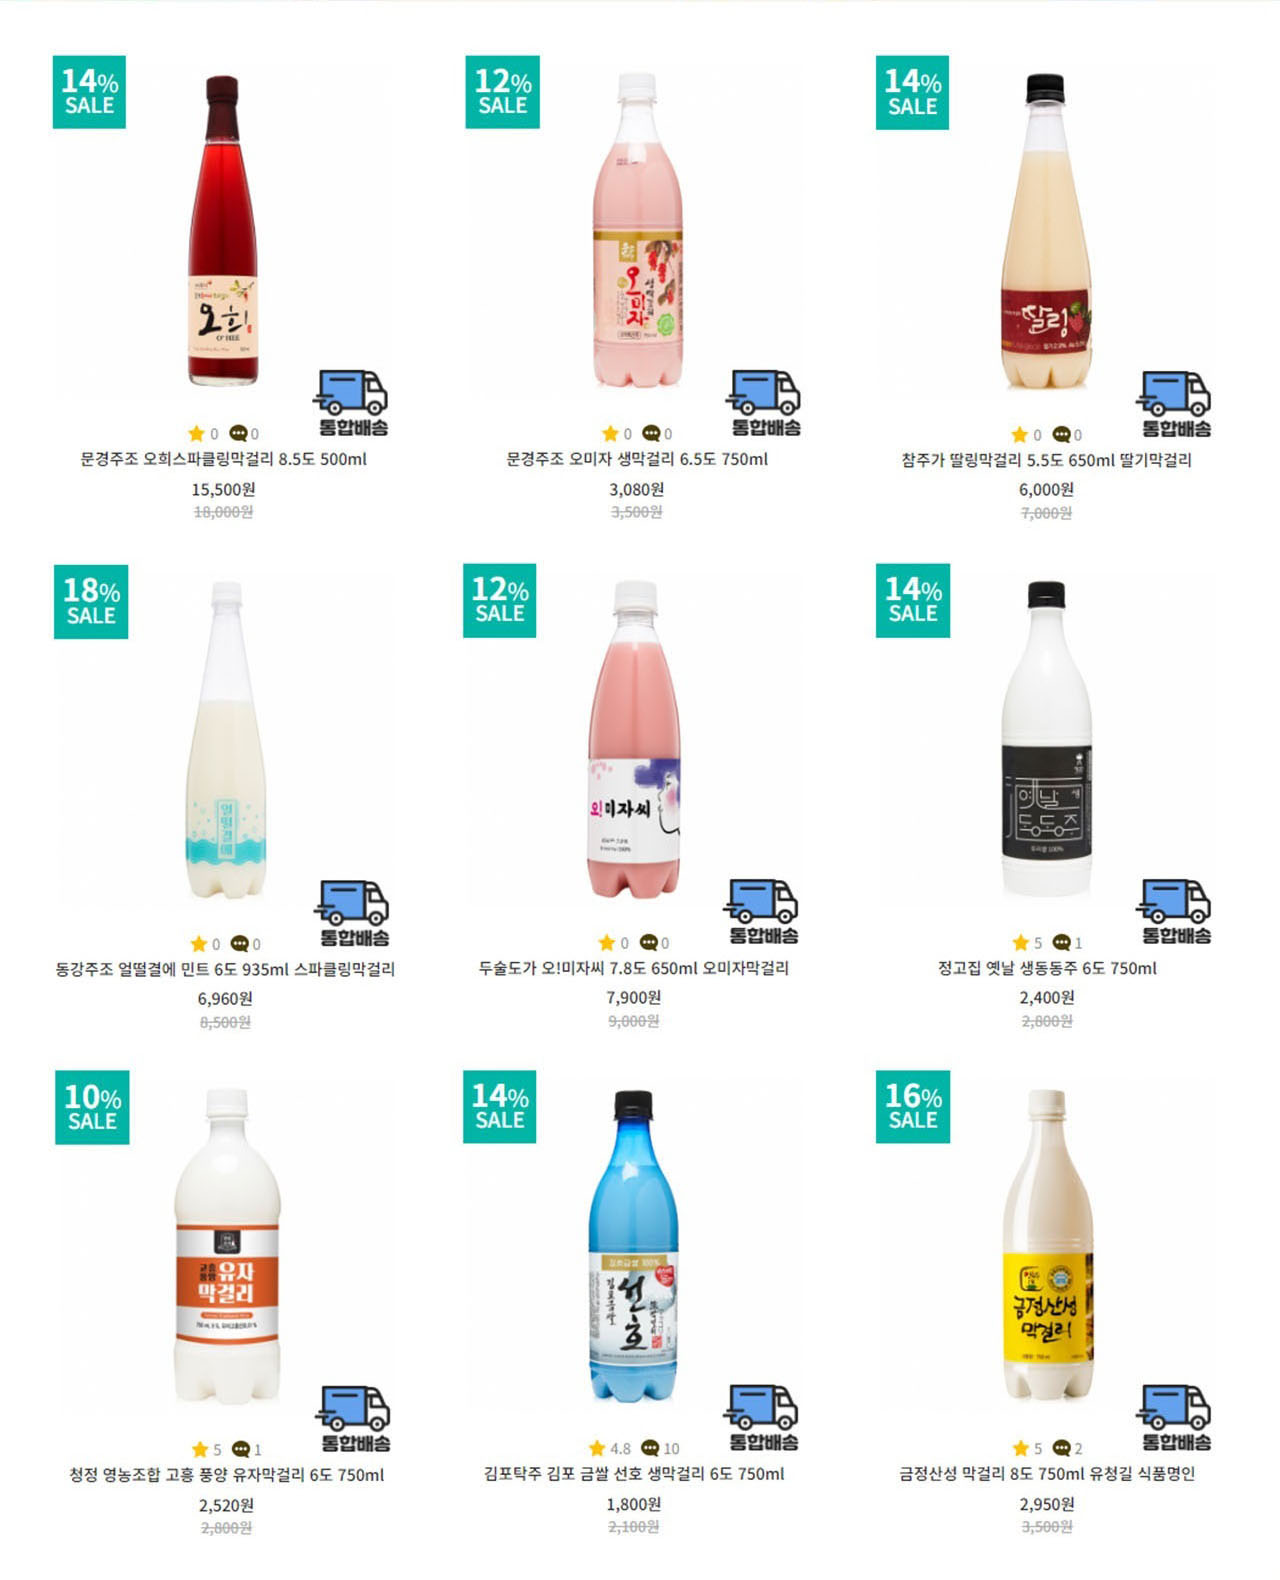 14%
SALE
오희
O'HEE
통합배송
0 0
문경주조 오희스파클링막걸리 8.5도 500ml
15,500원
18,000원
12%
SALE
오미자
생막걸리
통합배송
0 0
문경주조 오미자 생막걸리 6.5도 750ml
3,080원
3,500원
14%
SALE
딸링
통합배송
0 0
참주가 딸링막걸리 5.5도 650ml 딸기막걸리
6,000원
7,000원
18%
SALE
얼떨결에
통합배송
0 0
동강주조 얼떨결에 민트 6도 935ml 스파클링막걸리
6,960원
8,500원
12%
SALE
오!미자씨
통합배송
0 0
두술도가 오!미자씨 7.8도 650ml 오미자막걸리
7,900원
9,000원
14%
SALE
옛날 생
동동주
우리쌀 100%
통합배송
5 1
정고집 옛날 생동동주 6도 750ml
2,400원
2,800원
10%
SALE
고흥
풍양
유자
막걸리
통합배송
5 1
청정 영농조합 고흥 풍양 유자막걸리 6도 750ml
2,520원
2,800원
14%
SALE
김포금쌀 100%
김포금쌀
선호
통합배송
4.8 10
김포탁주 김포 금쌀 선호 생막걸리 6도 750ml
1,800원
2,100원
16%
SALE
금정산성
막걸리
통합배송
5 2
금정산성 막걸리 8도 750ml 유청길 식품명인
2,950원
3,500원